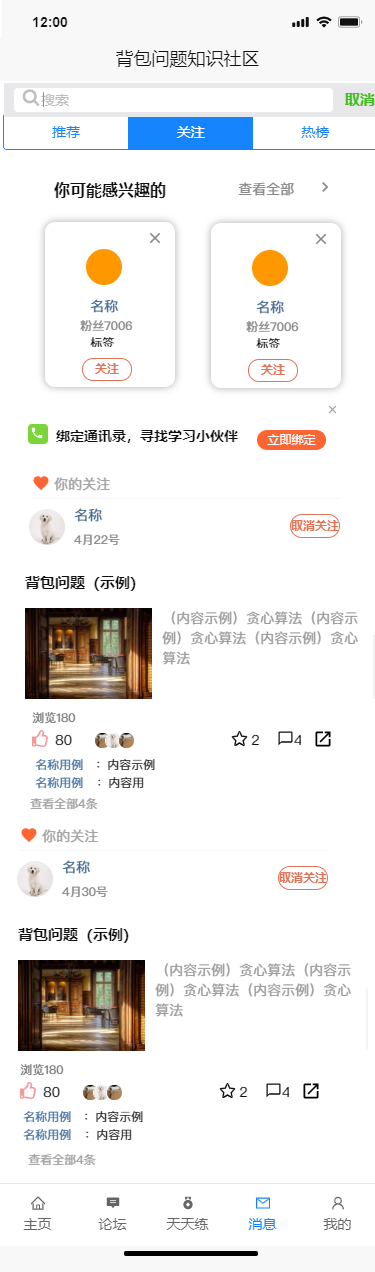 12:00
背包问题知识社区
搜索 取消
推荐 关注 热榜
你可能感兴趣的 查看全部
名称 名称
粉丝7006 粉丝7006
标签 标签
关注 关注
绑定通讯录，寻找学习小伙伴 立即绑定
你的关注
名称
4月22号 取消关注
背包问题（示例）
（内容示例）贪心算法（内容示
例）贪心算法（内容示例）贪心
算法
浏览180
80 2 4
名称用例 ：内容示例
名称用例 ：内容用
查看全部4条
你的关注
名称
4月30号 取消关注
背包问题（示例）
（内容示例）贪心算法（内容示
例）贪心算法（内容示例）贪心
算法
浏览180
80 2 4
名称用例 ：内容示例
名称用例 ：内容用
查看全部4条
主页 论坛 天天练 消息 我的